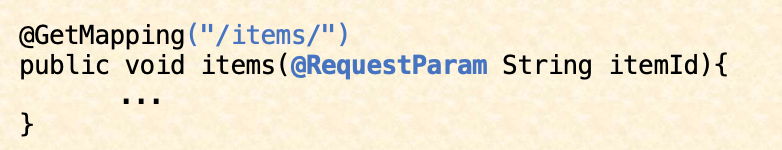 @GetMapping("/items/")
public void items(@RequestParam String itemId){
...
}